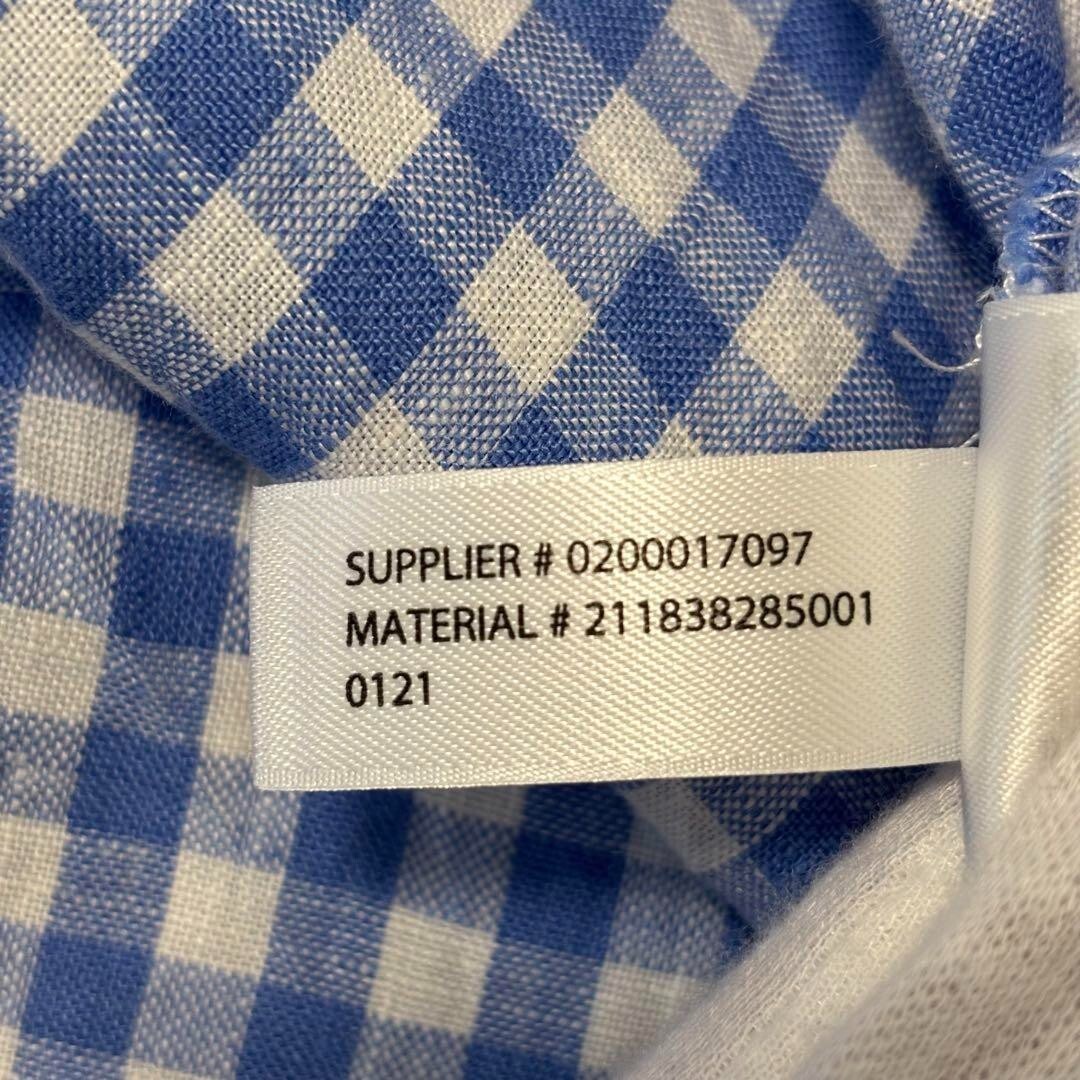 SUPPLIER # 0200017097
MATERIAL # 211838285001
0121